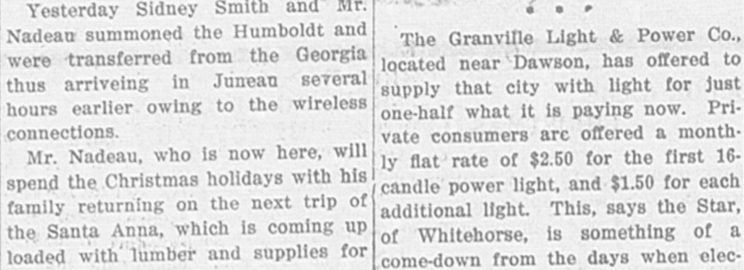 Yesterday Sidney Smith and Mr.
Nadeau summoned the Humboldt and
were transferred from the Georgia
thus arriveing in Juneau several
hours earlier owing to the wireless
connections.
Mr. Nadeau, who is now here, will
spend the Christmas holidays with his
family returning on the next trip of
the Santa Anna, which is coming up
loaded with lumber and supplies for
* * *
The Granville Light & Power Co.,
located near Dawson, has offered to
supply that city with light for just
one-half what it is paying now. Pri-
vate consumers are offered a month-
ly flat rate of $2.50 for the first 16-
candle power light, and $1.50 for each
additional light. This, says the Star,
of Whitehorse, is something of a
come-down from the days when elec-